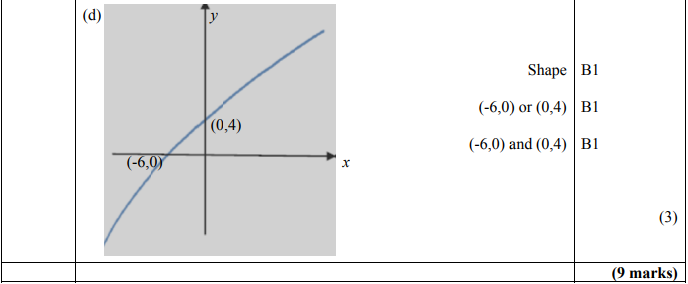 (d)
y
Shape B1
(-6,0) or (0,4) B1
(0,4)
(-6,0) and (0,4) B1
(-6,0)
x
(3)
(9 marks)